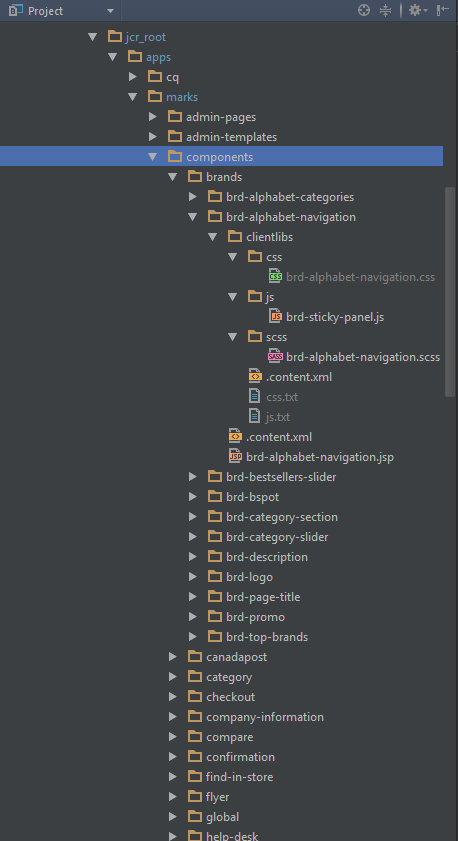 Project
jcr_root
apps
cq
marks
admin-pages
admin-templates
components
brands
brd-alphabet-categories
brd-alphabet-navigation
clientlibs
css
CSS
brd-alphabet-navigation.css
js
JS
brd-sticky-panel.js
scss
SASS
brd-alphabet-navigation.scss
.content.xml
css.txt
js.txt
.content.xml
JSP
brd-alphabet-navigation.jsp
brd-bestsellers-slider
brd-bspot
brd-category-section
brd-category-slider
brd-description
brd-logo
brd-page-title
brd-promo
brd-top-brands
canadapost
category
checkout
company-information
compare
confirmation
find-in-store
flyer
global
help-desk